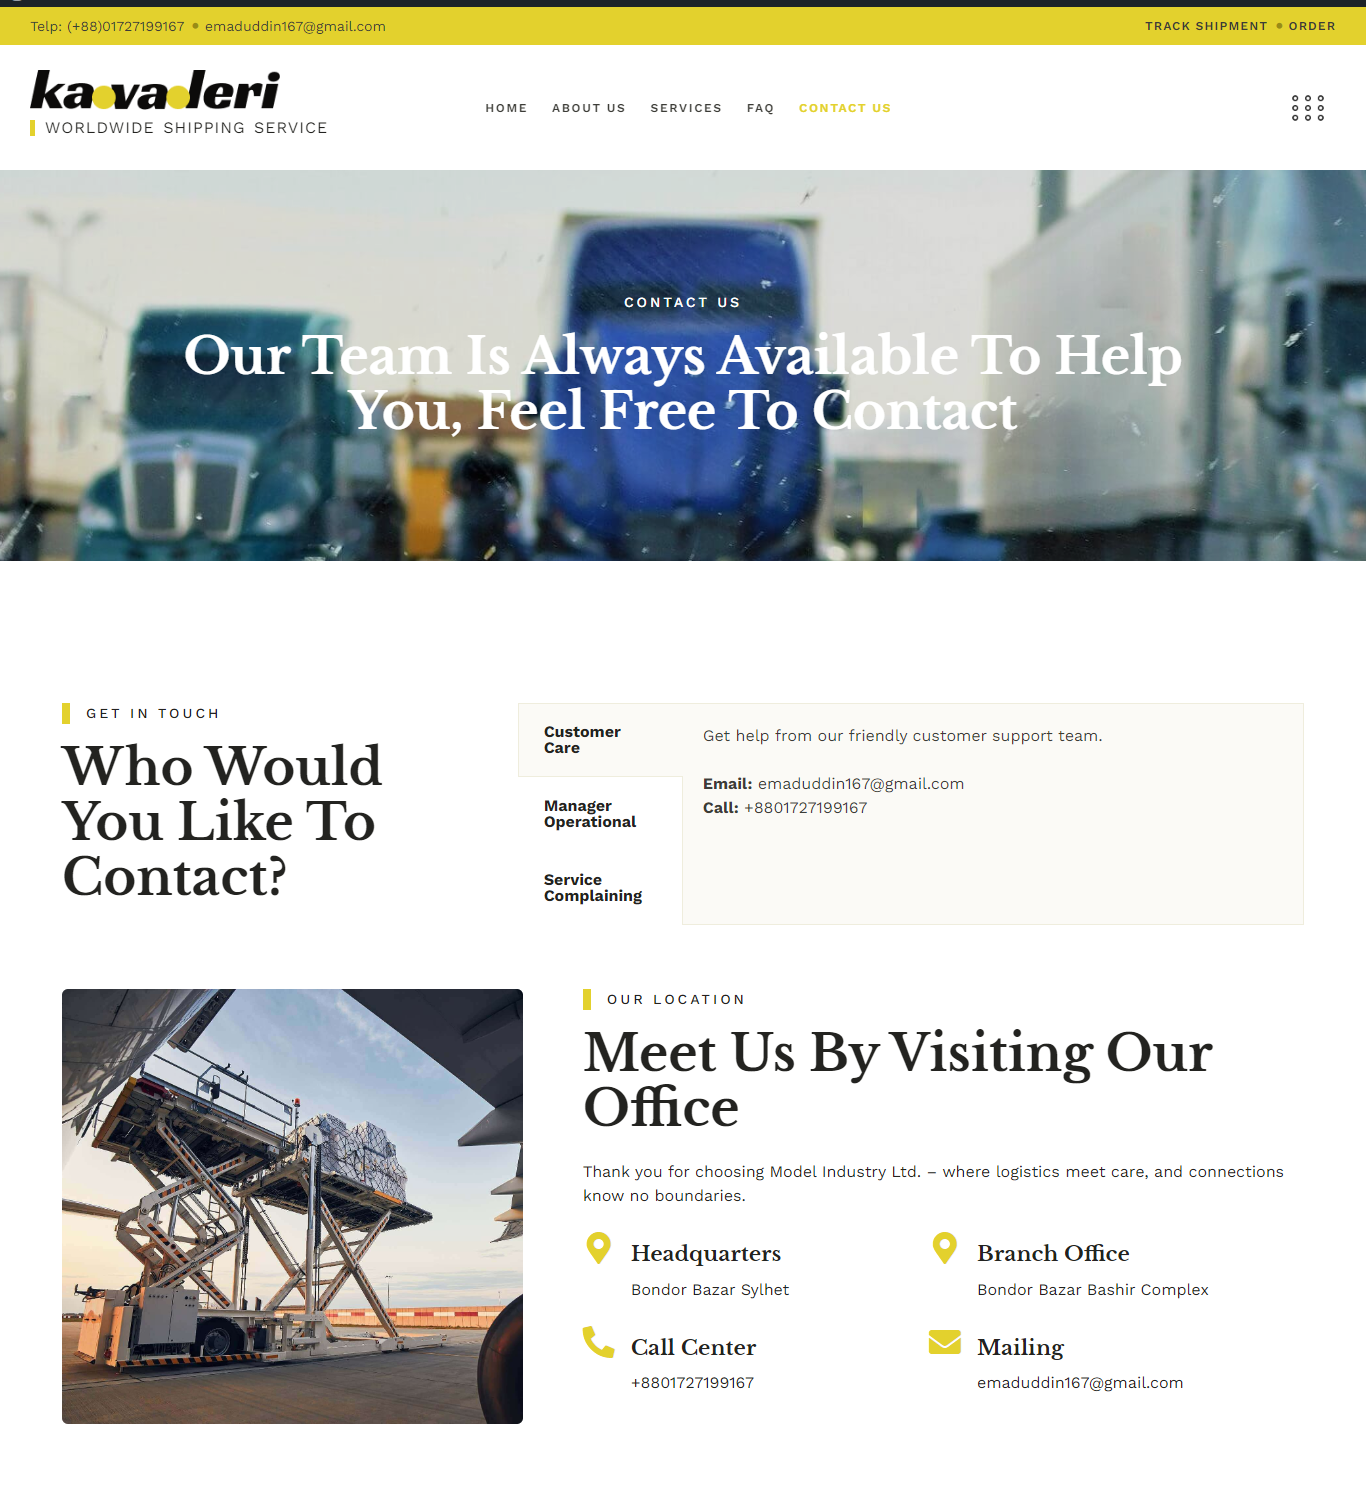 Telp: (+88)01727199167 • emaduddin167@gmail.com
TRACK SHIPMENT • ORDER
kavaleri
WORLDWIDE SHIPPING SERVICE
HOME ABOUT US SERVICES FAQ CONTACT US
CONTACT US
Our Team Is Always Available To Help
You, Feel Free To Contact
GET IN TOUCH
Who Would
You Like To
Contact?
Customer
Care
Manager
Operational
Service
Complaining
Get help from our friendly customer support team.
Email: emaduddin167@gmail.com
Call: +8801727199167
OUR LOCATION
Meet Us By Visiting Our
Office
Thank you for choosing Model Industry Ltd. – where logistics meet care, and connections
know no boundaries.
Headquarters
Bondor Bazar Sylhet
Branch Office
Bondor Bazar Bashir Complex
Call Center
+8801727199167
Mailing
emaduddin167@gmail.com